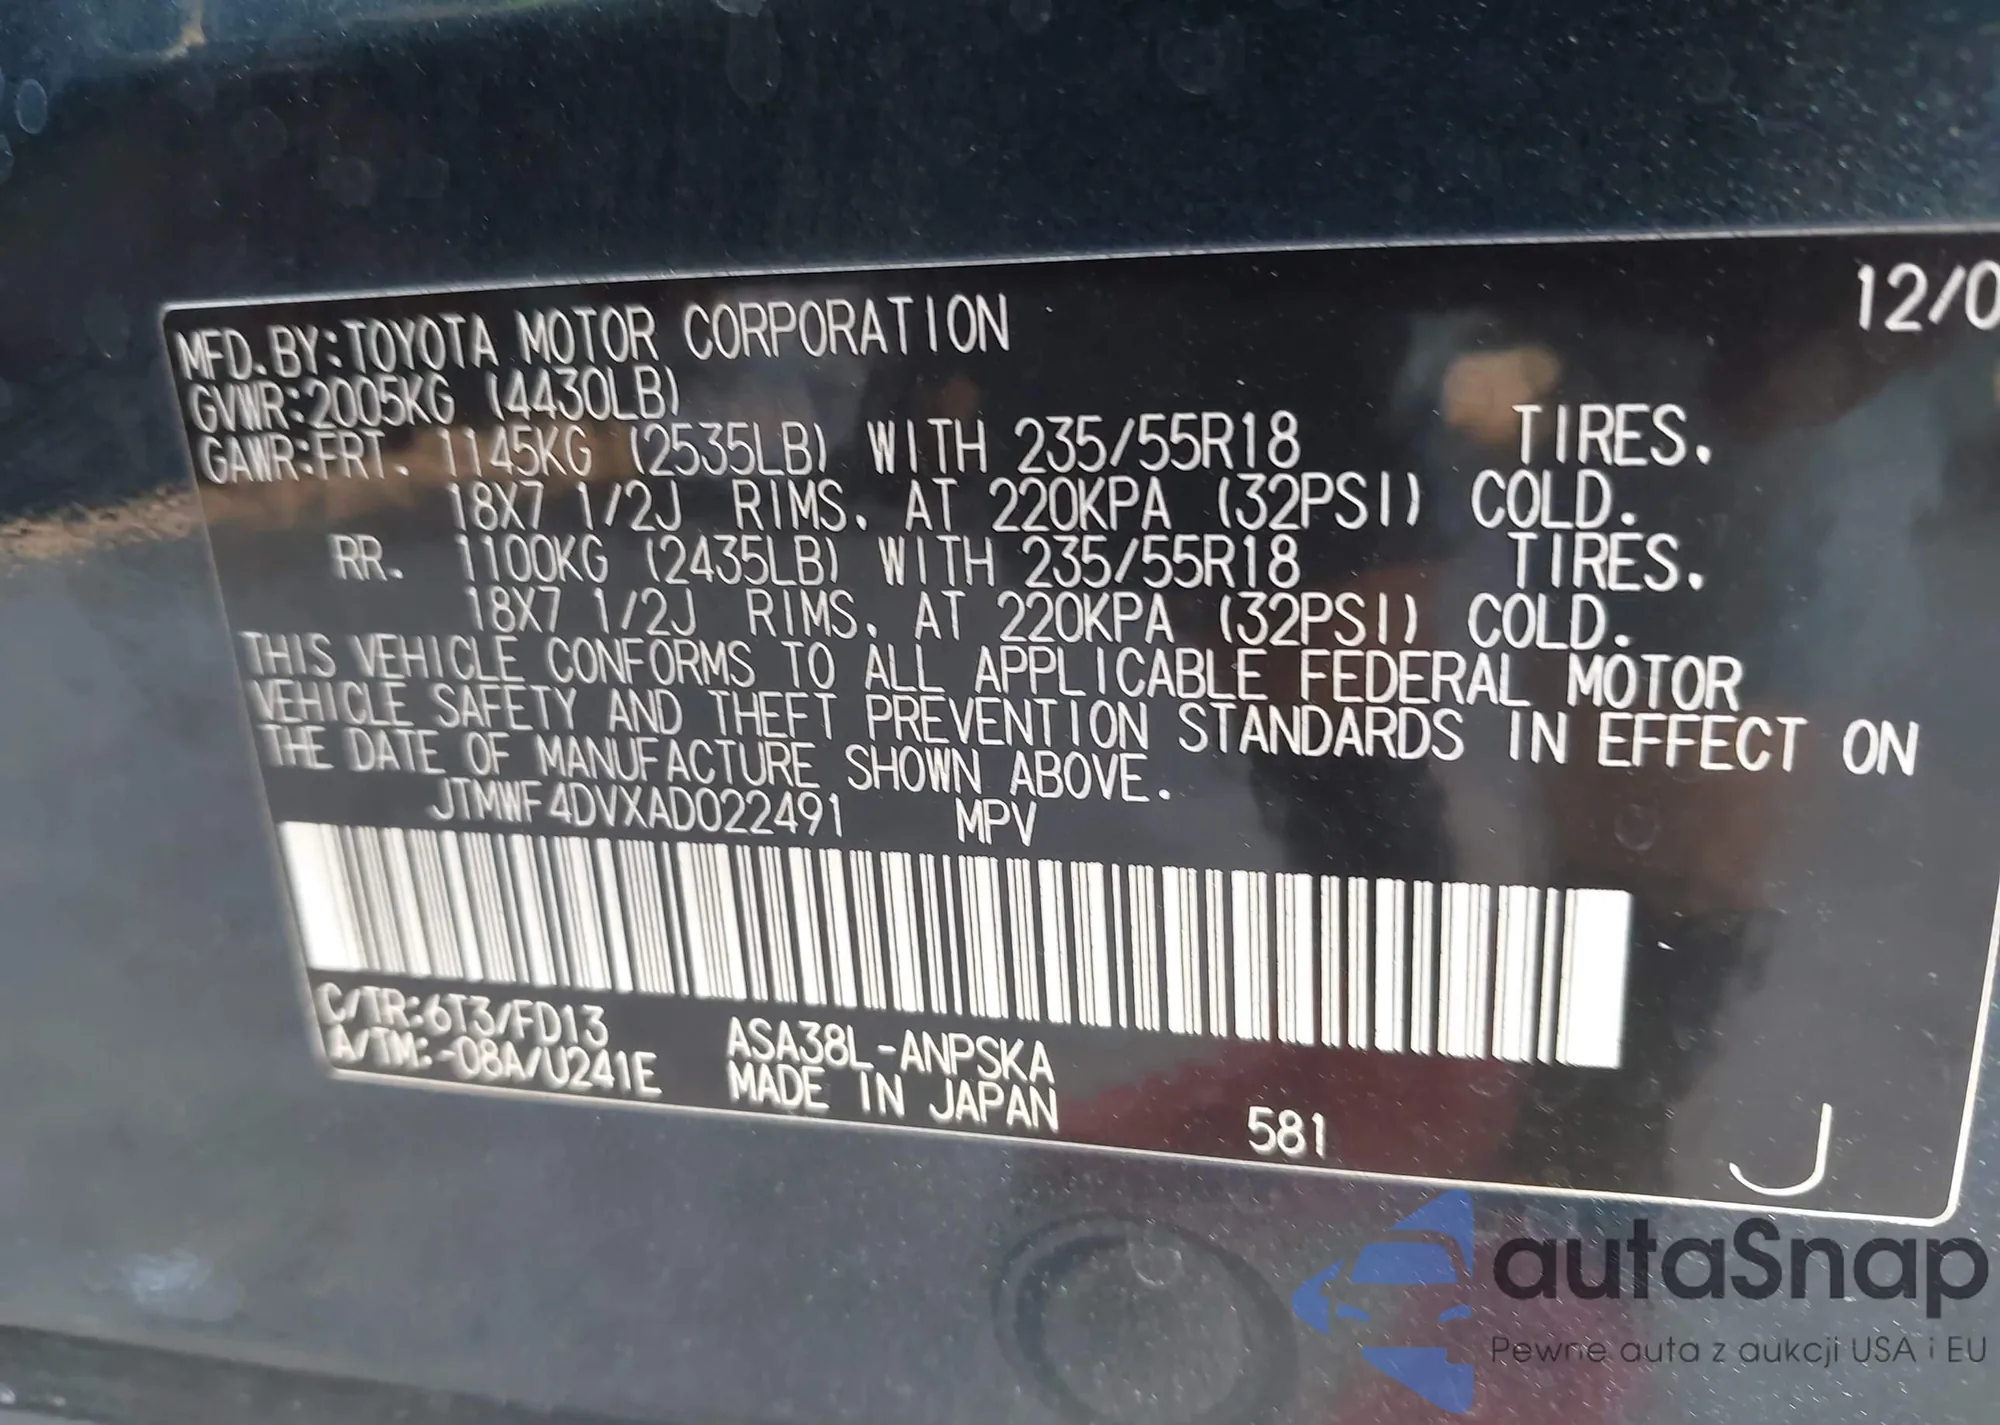 12/0
MFD.BY:TOYOTA MOTOR CORPORATION
GVWR:2005KG (4430LB)
GAWR:FRT. 1145KG (2535LB) WITH 235/55R18 TIRES.
18X7 1/2J RIMS. AT 220KPA (32PSI) COLD.
RR. 1100KG (2435LB) WITH 235/55R18 TIRES.
18X7 1/2J RIMS. AT 220KPA (32PSI) COLD.
THIS VEHICLE CONFORMS TO ALL APPLICABLE FEDERAL MOTOR
VEHICLE SAFETY AND THEFT PREVENTION STANDARDS IN EFFECT ON
THE DATE OF MANUFACTURE SHOWN ABOVE.
JTMWF4DVXAD022491 MPV
C/TR:6T3/FD13
A/TM:-08A/U241E
ASA38L-ANPSKA
MADE IN JAPAN
581
J
autaSnap
Pewne auta z aukcji USA i EU